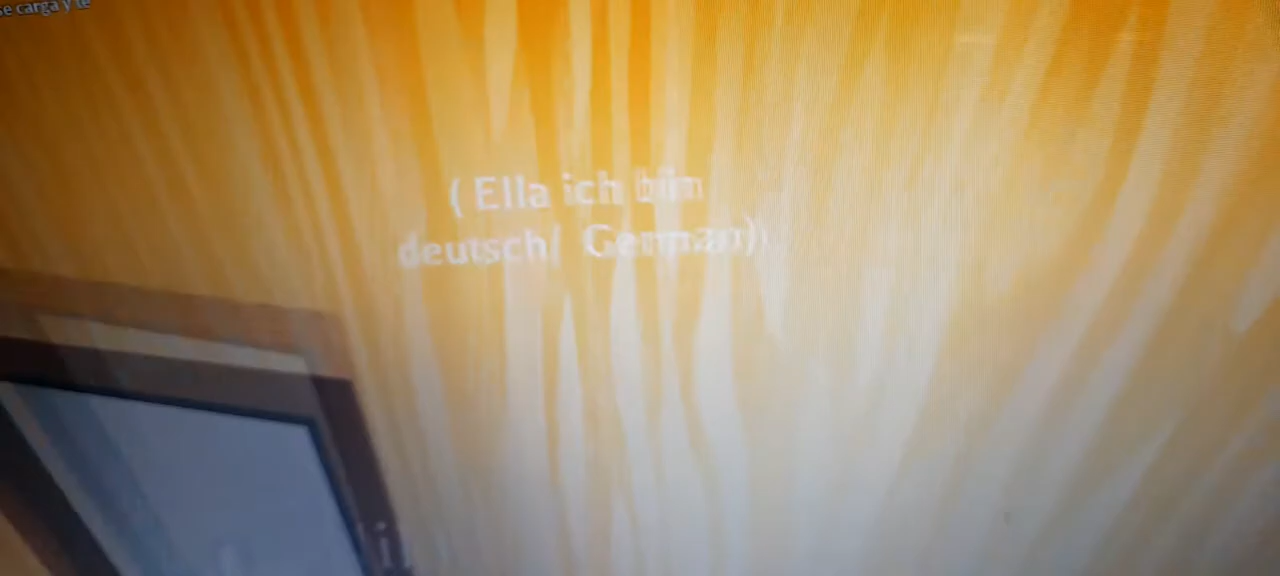 se carga y te
( Ella ich bin
deutsch/ German)